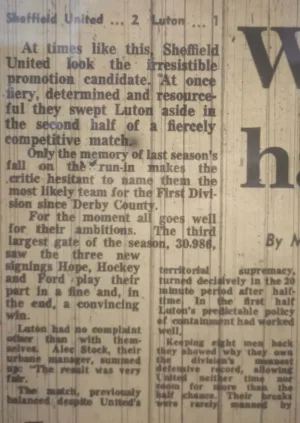 Sheffield United ... 2 Luton ... 1
At times like this, Sheffield
United look the irresistible
promotion candidate. At once
fiery, determined and resource-
ful they swept Luton aside in
the second half of a fiercely
competitive match.
Only the memory of last season's
fall on the run-in makes the
critic hesitant to name them the
most likely team for the First Divi-
sion since Derby County.
For the moment all goes well
for their ambitions. The third
largest gate of the season, 30,986,
saw the three new
signings Hope, Hockey
and Ford play their
part in a fine and, in
the end, a convincing
win.
Luton had no complaint
other than with them-
selves. Alec Stock, their
urbane manager, summed
up: "The result was very
fair.
The match, previously
balanced despite United's
territorial supremacy,
turned decisively in the 20
minute period after half-
time. In the first half
Luton's predictable policy
of containment had worked
well.
Keeping eight men back
they showed why they own
the division's meanest
defensive record, allowing
United neither time nor
room for more than the
half chance. Their breaks
were rarely manned by
W
h
By M